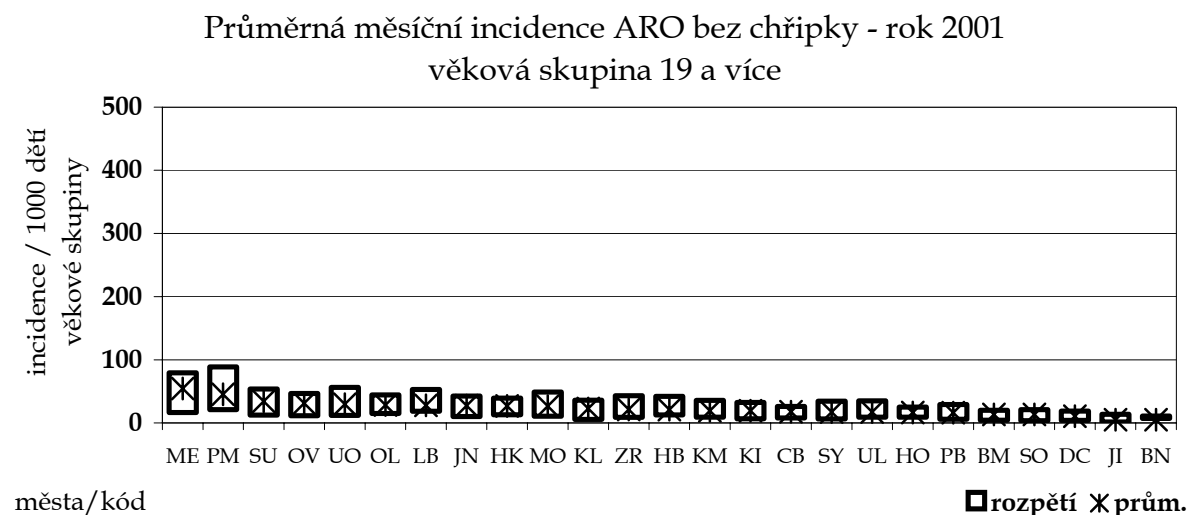 Průměrná měsíční incidence ARO bez chřipky - rok 2001
věková skupina 19 a více
incidence / 1000 dětí
věkové skupiny
500
400
300
200
100
0
ME PM SU OV UO OL LB JN HK MO KL ZR HB KM KI CB SY UL HO PB BM SO DC JI BN
města/kód
rozpětí prům.